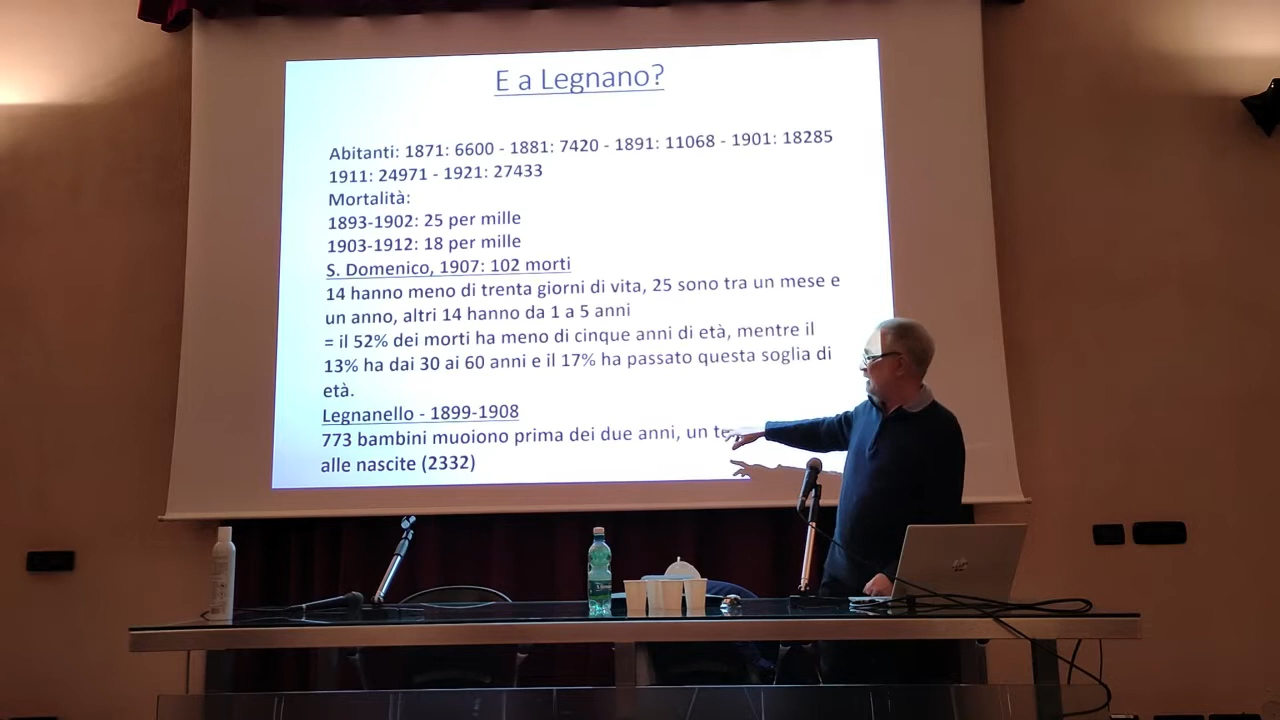 E a Legnano?
Abitanti: 1871: 6600 - 1881: 7420 - 1891: 11068 - 1901: 18285
1911: 24971 - 1921: 27433
Mortalità:
1893-1902: 25 per mille
1903-1912: 18 per mille
S. Domenico, 1907: 102 morti
14 hanno meno di trenta giorni di vita, 25 sono tra un mese e
un anno, altri 14 hanno da 1 a 5 anni
= il 52% dei morti ha meno di cinque anni di età, mentre il
13% ha dai 30 ai 60 anni e il 17% ha passato questa soglia di
età.
Legnanello - 1899-1908
773 bambini muoiono prima dei due anni, un
alle nascite (2332)
hp